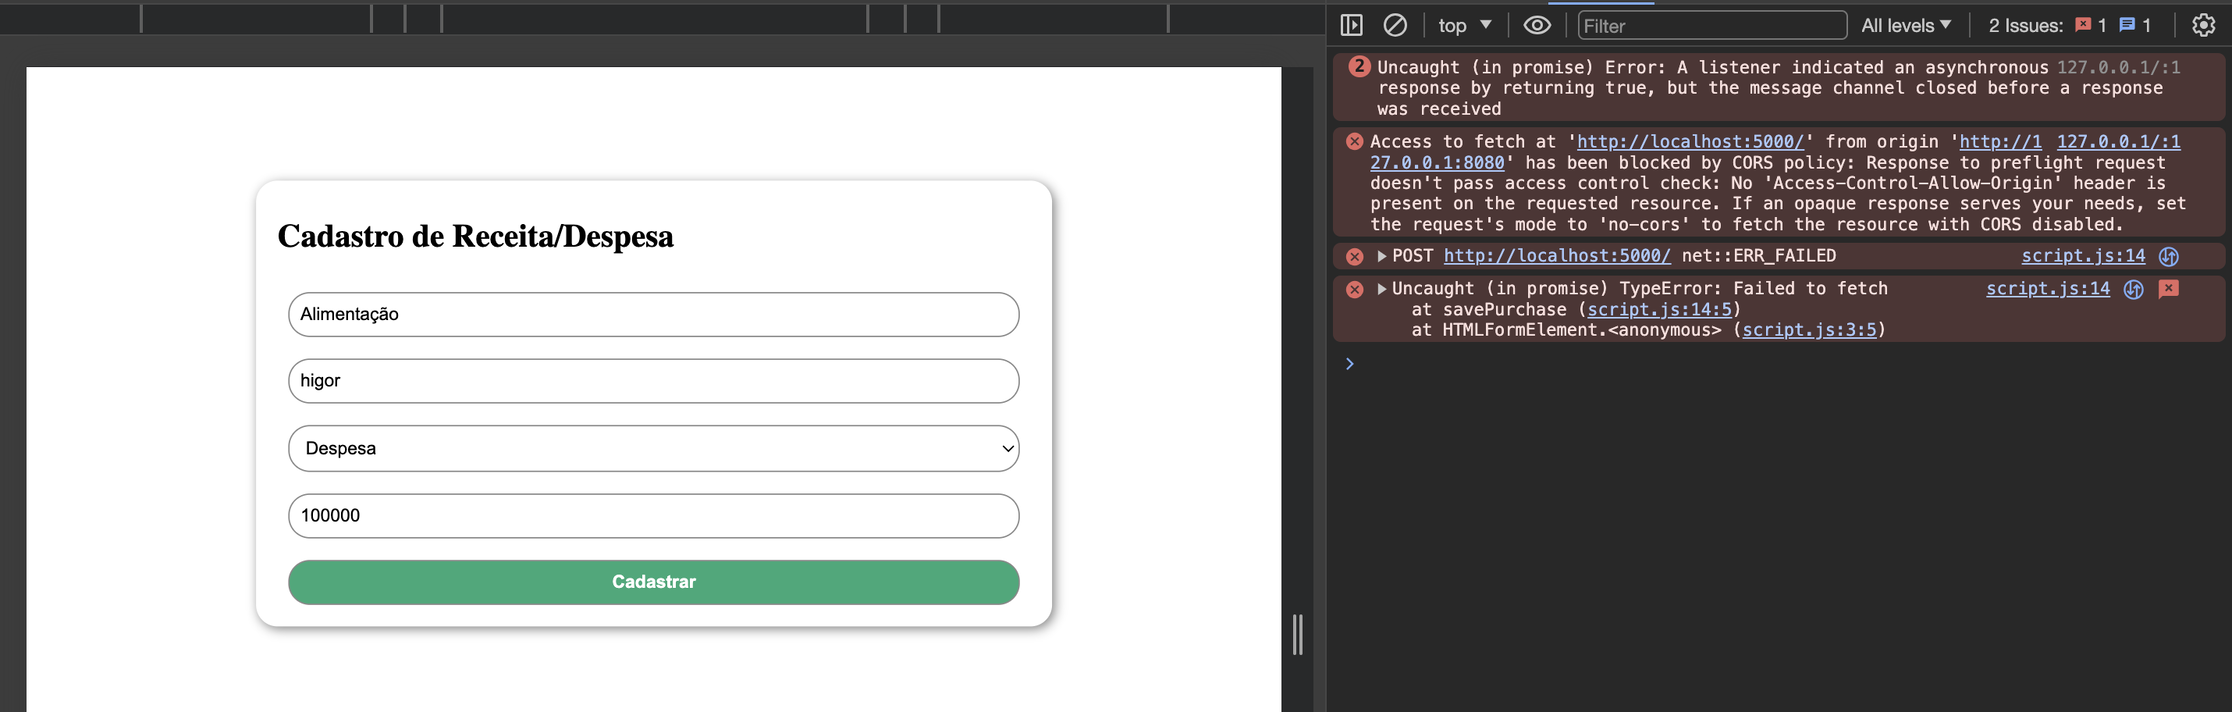 Cadastro de Receita/Despesa
Alimentação
higor
Despesa
100000
Cadastrar
top
Filter
All levels
2 Issues:
1
1
2
Uncaught (in promise) Error: A listener indicated an asynchronous 127.0.0.1/:1
response by returning true, but the message channel closed before a response
was received
Access to fetch at 'http://localhost:5000/' from origin 'http://1 127.0.0.1/:1
27.0.0.1:8080' has been blocked by CORS policy: Response to preflight request
doesn't pass access control check: No 'Access-Control-Allow-Origin' header is
present on the requested resource. If an opaque response serves your needs, set
the request's mode to 'no-cors' to fetch the resource with CORS disabled.
POST http://localhost:5000/ net::ERR_FAILED script.js:14
Uncaught (in promise) TypeError: Failed to fetch script.js:14
at savePurchase (script.js:14:5)
at HTMLFormElement.<anonymous> (script.js:3:5)